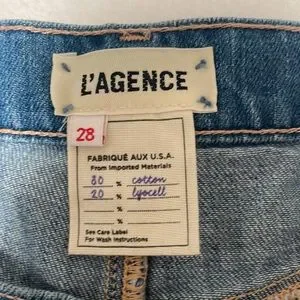 L'AGENCE
28
FABRIQUÉ AUX U.S.A.
From Imported Materials
80 % cotton
20 % lyocell
%
%
See Care Label
For Wash Instructions